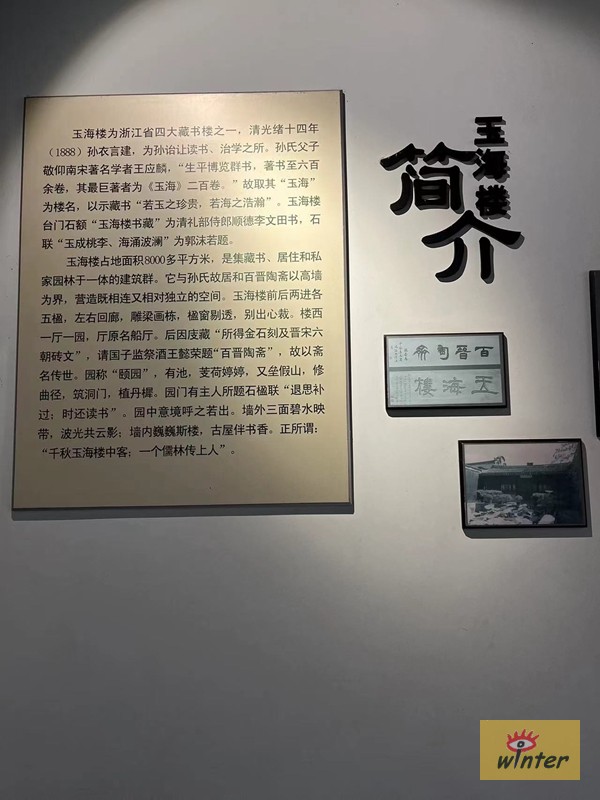 玉海楼为浙江省四大藏书楼之一，清光绪十四年
（1888）孙衣言建，为孙诒让读书、治学之所。孙氏父子
敬仰南宋著名学者王应麟，“生平博览群书，著书至六百
余卷，其最巨著者为《玉海》二百卷。”故取其“玉海”
为楼名，以示藏书“若玉之珍贵，若海之浩瀚”。玉海楼
台门石额“玉海楼书藏”为清礼部侍郎顺德李文田书，石
联“玉成桃李、海涌波澜”为郭沫若题。
玉海楼占地面积8000多平方米，是集藏书、居住和私
家园林于一体的建筑群。它与孙氏故居和百晋陶斋以高墙
为界，营造既相连又相对独立的空间。玉海楼前后两进各
五楹，左右回廊，雕梁画栋，楹窗剔透，别出心裁。楼西
一厅一园，厅原名船厅。后因庋藏“所得金石刻及晋宋六
朝砖文”，请国子监祭酒王懿荣题“百晋陶斋”，故以斋
名传世。园称“颐园”，有池，芰荷婷婷，又垒假山，修
曲径，筑洞门，植丹樨。园门有主人所题石楹联“退思补
过；时还读书”。园中意境呼之若出。墙外三面碧水映
带，波光共云影；墙内巍巍斯楼，古屋伴书香。正所谓：
“千秋玉海楼中客；一个儒林传上人”。
玉海楼
简介
百晋陶斋
玉海楼
winter